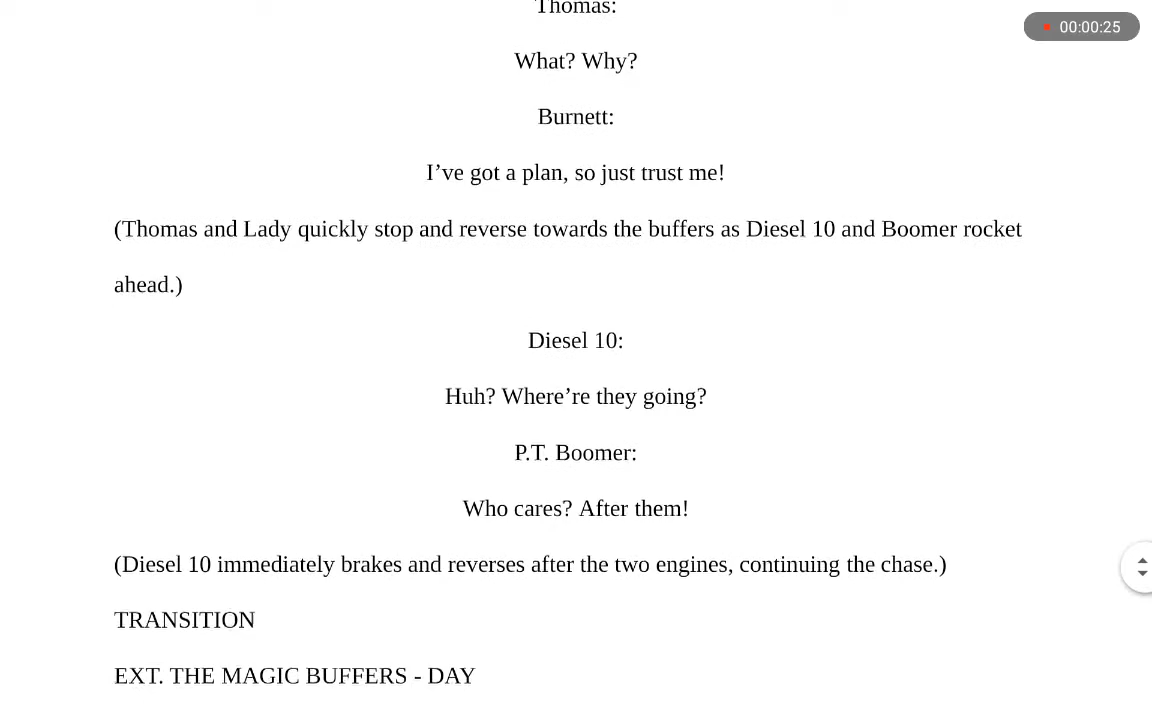 Thomas:
00:00:25
What? Why?
Burnett:
I’ve got a plan, so just trust me!
(Thomas and Lady quickly stop and reverse towards the buffers as Diesel 10 and Boomer rocket
ahead.)
Diesel 10:
Huh? Where’re they going?
P.T. Boomer:
Who cares? After them!
(Diesel 10 immediately brakes and reverses after the two engines, continuing the chase.)
TRANSITION
EXT. THE MAGIC BUFFERS - DAY